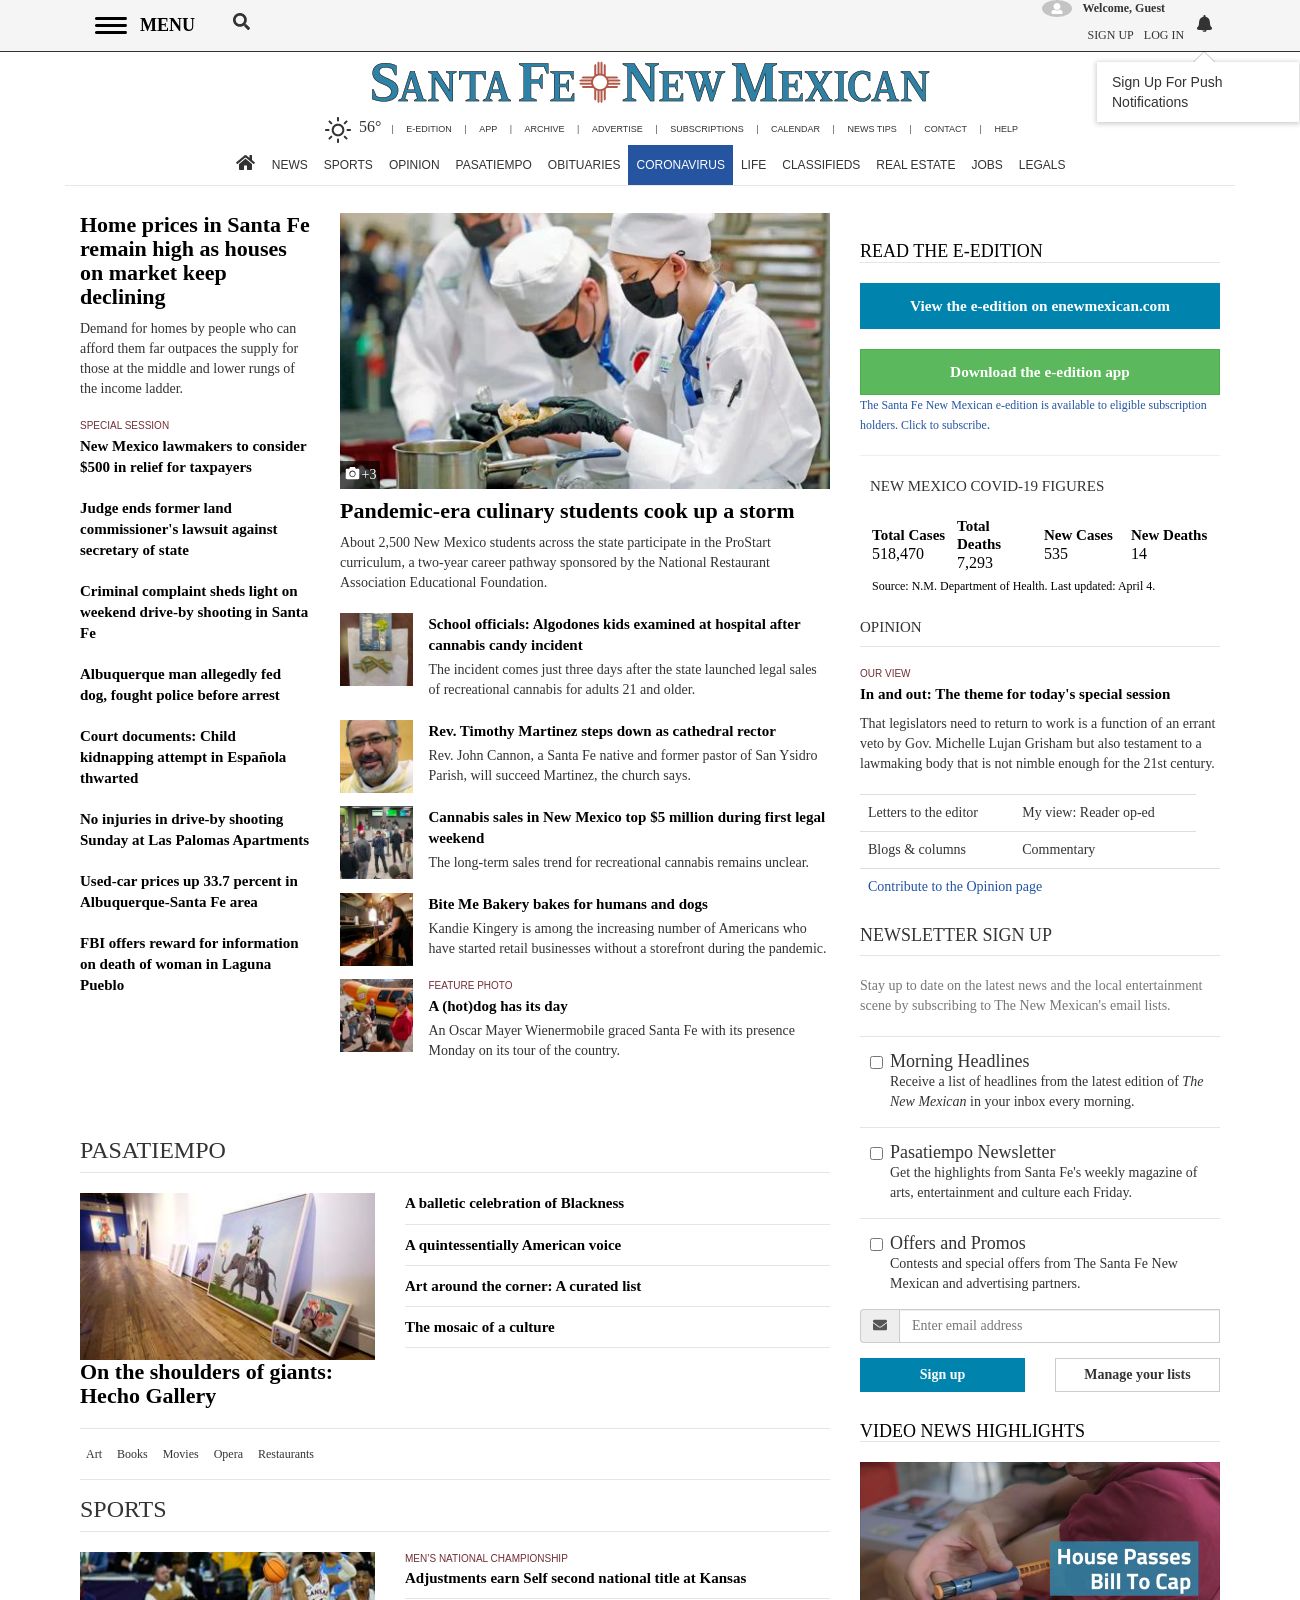 MENU
Welcome, Guest
SIGN UP LOG IN
Sign Up For Push
Notifications
SANTA FE NEW MEXICAN
56° | E-EDITION | APP | ARCHIVE | ADVERTISE | SUBSCRIPTIONS | CALENDAR | NEWS TIPS | CONTACT | HELP
NEWS SPORTS OPINION PASATIEMPO OBITUARIES CORONAVIRUS LIFE CLASSIFIEDS REAL ESTATE JOBS LEGALS
Home prices in Santa Fe
remain high as houses
on market keep
declining
Demand for homes by people who can
afford them far outpaces the supply for
those at the middle and lower rungs of
the income ladder.
SPECIAL SESSION
New Mexico lawmakers to consider
$500 in relief for taxpayers
Judge ends former land
commissioner's lawsuit against
secretary of state
Criminal complaint sheds light on
weekend drive-by shooting in Santa
Fe
Albuquerque man allegedly fed
dog, fought police before arrest
Court documents: Child
kidnapping attempt in Española
thwarted
No injuries in drive-by shooting
Sunday at Las Palomas Apartments
Used-car prices up 33.7 percent in
Albuquerque-Santa Fe area
FBI offers reward for information
on death of woman in Laguna
Pueblo
+3
Pandemic-era culinary students cook up a storm
About 2,500 New Mexico students across the state participate in the ProStart
curriculum, a two-year career pathway sponsored by the National Restaurant
Association Educational Foundation.
School officials: Algodones kids examined at hospital after
cannabis candy incident
The incident comes just three days after the state launched legal sales
of recreational cannabis for adults 21 and older.
Rev. Timothy Martinez steps down as cathedral rector
Rev. John Cannon, a Santa Fe native and former pastor of San Ysidro
Parish, will succeed Martinez, the church says.
Cannabis sales in New Mexico top $5 million during first legal
weekend
The long-term sales trend for recreational cannabis remains unclear.
Bite Me Bakery bakes for humans and dogs
Kandie Kingery is among the increasing number of Americans who
have started retail businesses without a storefront during the pandemic.
FEATURE PHOTO
A (hot)dog has its day
An Oscar Mayer Wienermobile graced Santa Fe with its presence
Monday on its tour of the country.
READ THE E-EDITION
View the e-edition on enewmexican.com
Download the e-edition app
The Santa Fe New Mexican e-edition is available to eligible subscription
holders. Click to subscribe.
NEW MEXICO COVID-19 FIGURES
Total Cases
518,470
Total
Deaths
7,293
New Cases
535
New Deaths
14
Source: N.M. Department of Health. Last updated: April 4.
OPINION
OUR VIEW
In and out: The theme for today's special session
That legislators need to return to work is a function of an errant
veto by Gov. Michelle Lujan Grisham but also testament to a
lawmaking body that is not nimble enough for the 21st century.
Letters to the editor My view: Reader op-ed
Blogs & columns Commentary
Contribute to the Opinion page
NEWSLETTER SIGN UP
Stay up to date on the latest news and the local entertainment
scene by subscribing to The New Mexican's email lists.
Morning Headlines
Receive a list of headlines from the latest edition of The
New Mexican in your inbox every morning.
Pasatiempo Newsletter
Get the highlights from Santa Fe's weekly magazine of
arts, entertainment and culture each Friday.
Offers and Promos
Contests and special offers from The Santa Fe New
Mexican and advertising partners.
Enter email address
Sign up
Manage your lists
VIDEO NEWS HIGHLIGHTS
House Passes
Bill To Cap
PASATIEMPO
On the shoulders of giants:
Hecho Gallery
A balletic celebration of Blackness
A quintessentially American voice
Art around the corner: A curated list
The mosaic of a culture
Art Books Movies Opera Restaurants
SPORTS
MEN'S NATIONAL CHAMPIONSHIP
Adjustments earn Self second national title at Kansas